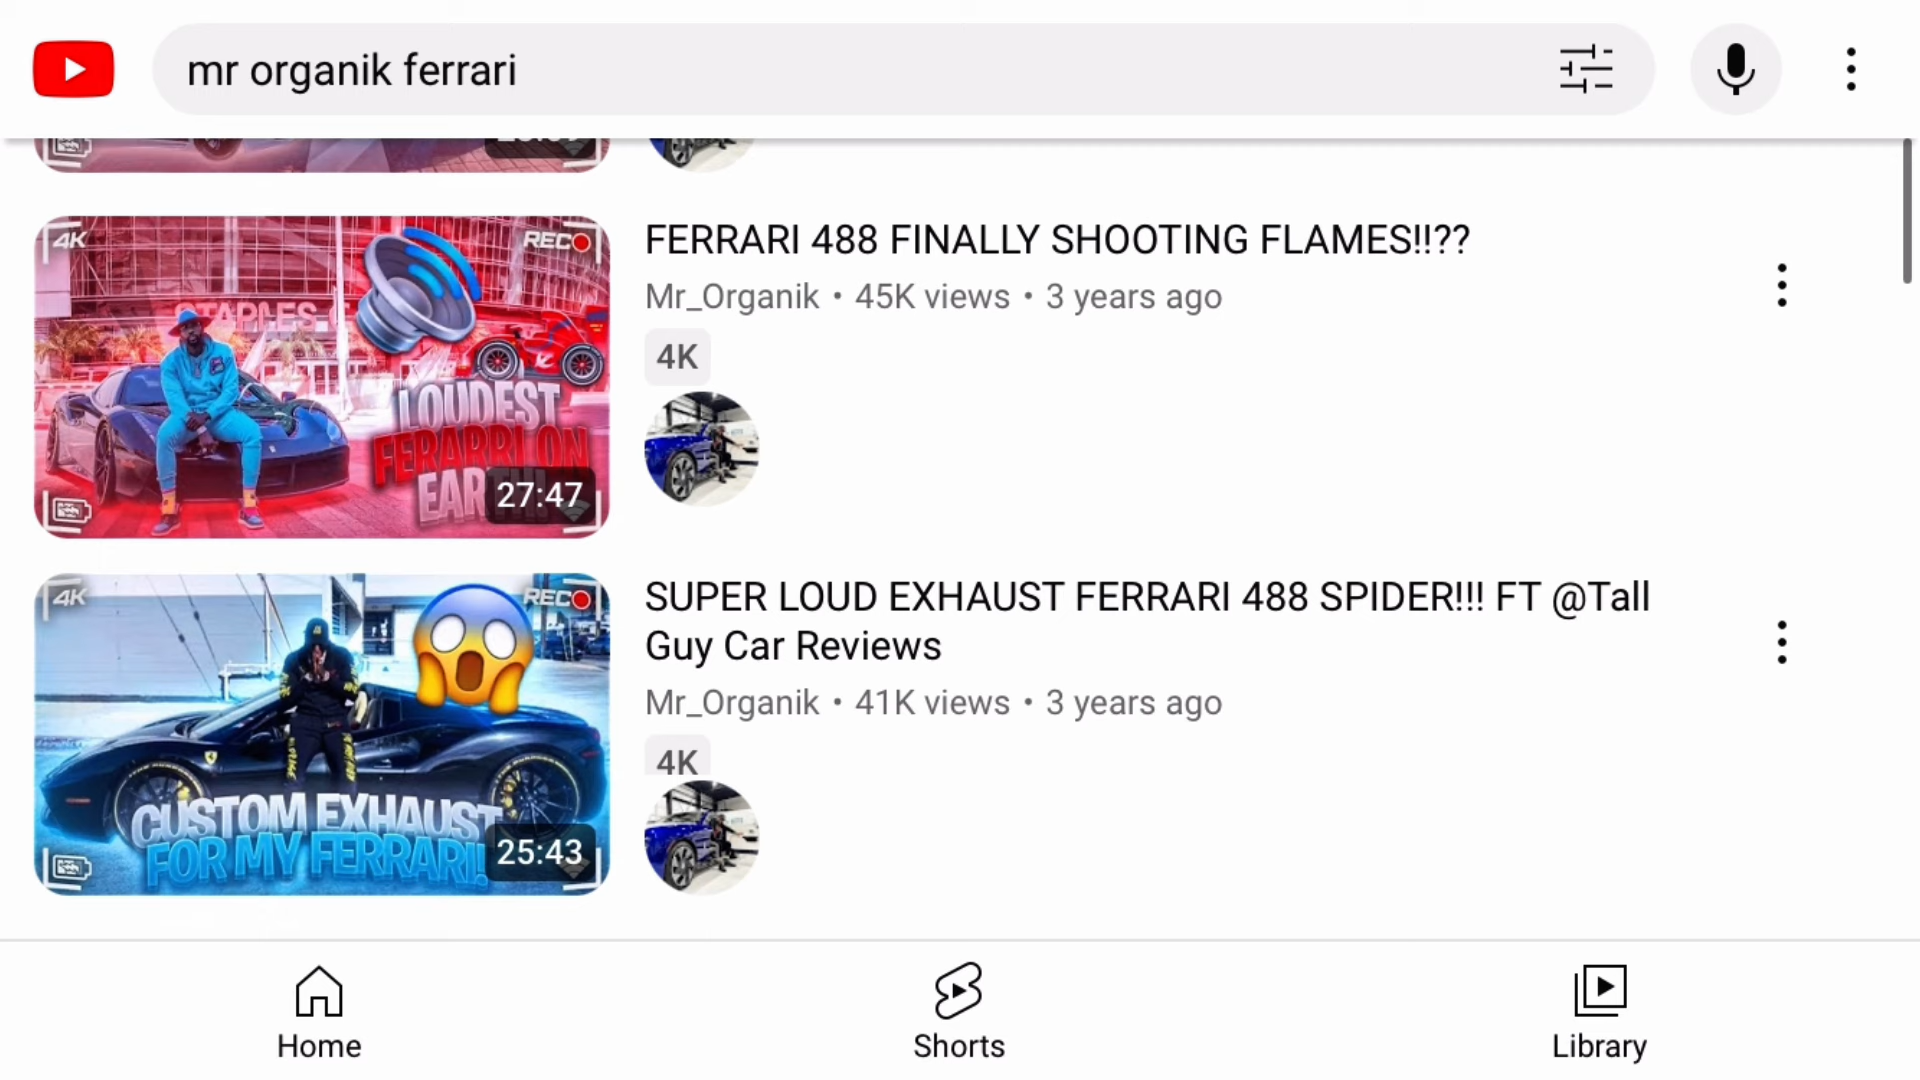 mr organik ferrari
4K
REC
STAPLES
LOUDEST
FERARRI ON
27:47
FERRARI 488 FINALLY SHOOTING FLAMES!!??
Mr_Organik • 45K views • 3 years ago
4K
4K
REC
CUSTOM EXHAUST
FOR MY FERRARI!
25:43
SUPER LOUD EXHAUST FERRARI 488 SPIDER!!! FT @Tall
Guy Car Reviews
Mr_Organik • 41K views • 3 years ago
4K
Home
Shorts
Library